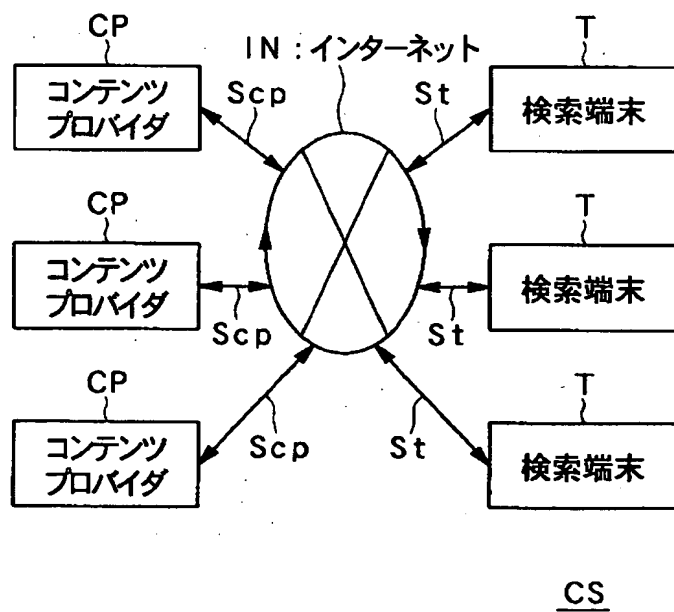 CP
IN:インターネット
T
コンテンツ
プロバイダ
Scp
St
検索端末
CP
T
コンテンツ
プロバイダ
Scp
St
検索端末
CP
T
コンテンツ
プロバイダ
Scp
St
検索端末
CS